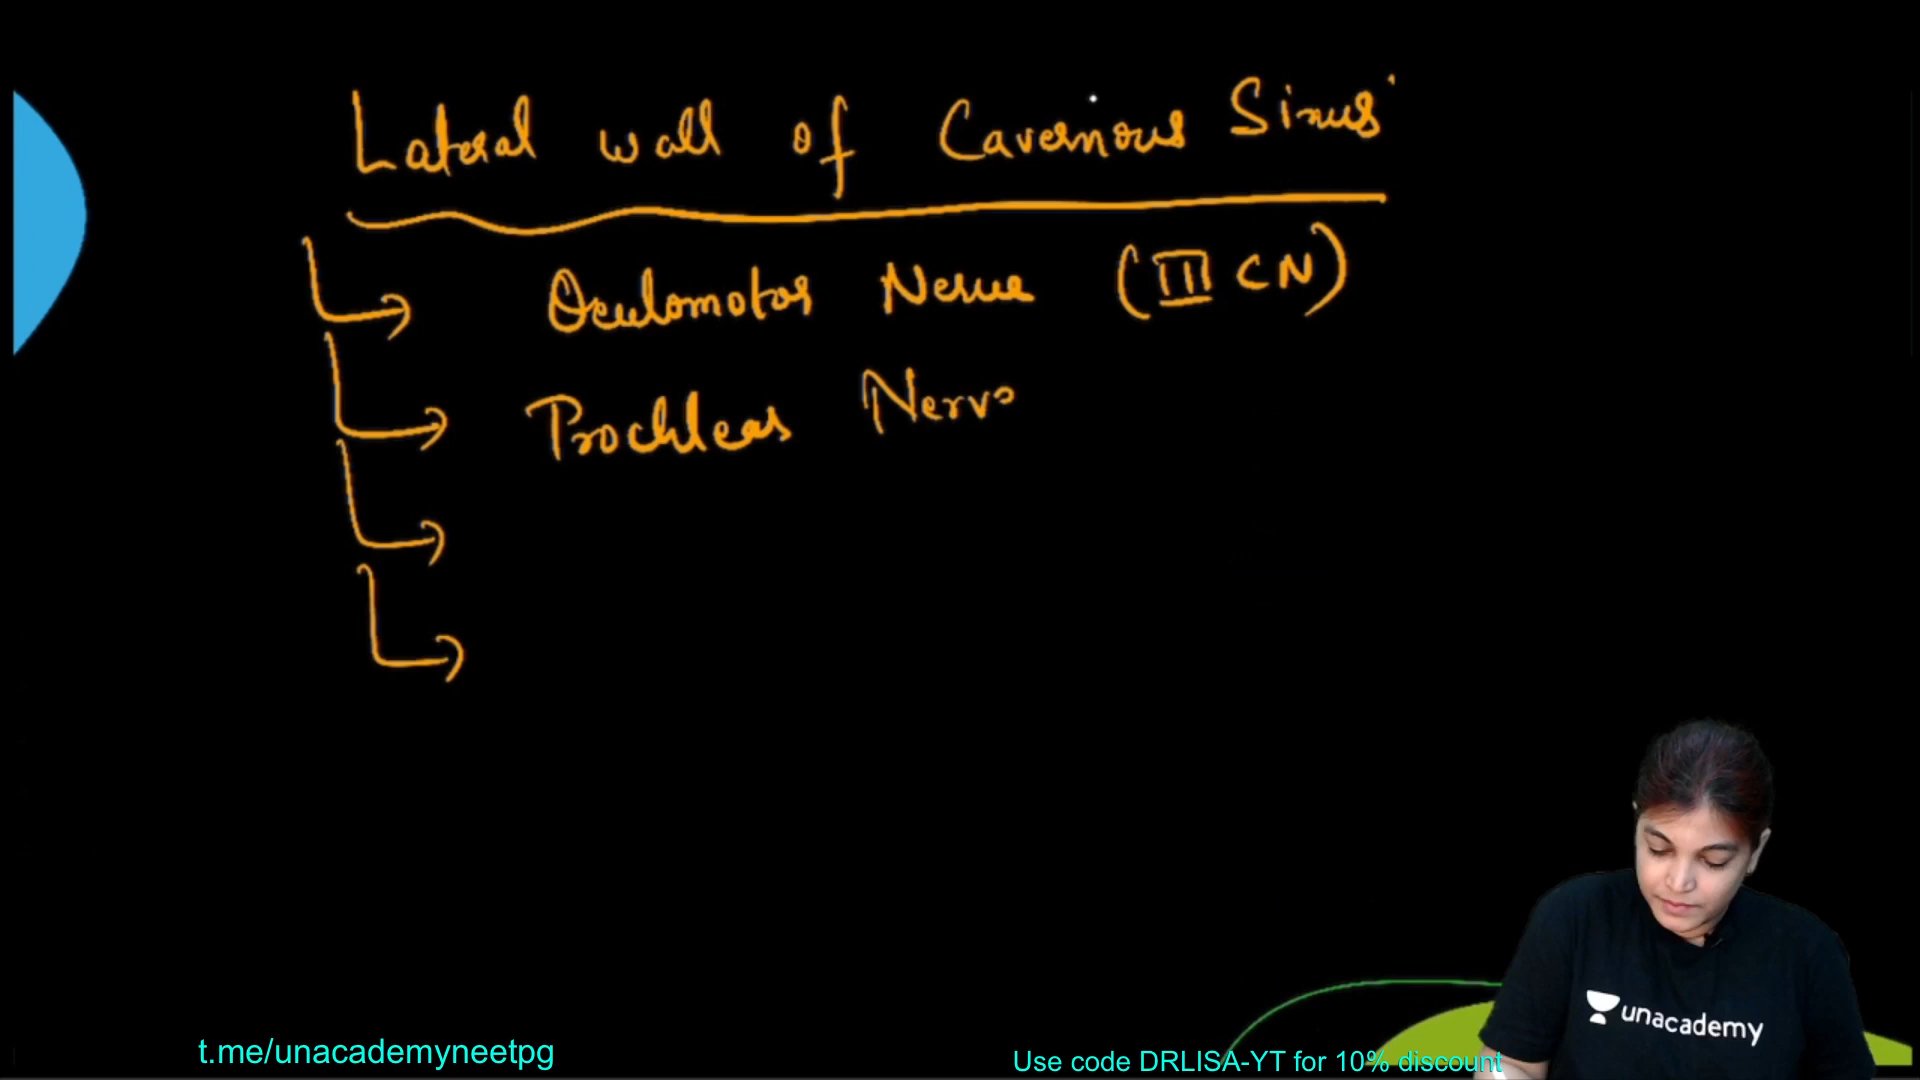 Lateral wall of Cavernous Sinus
Oculomotor Nerve (III CN)
Trochlear Nerv
unacademy
t.me/unacademyneetpg
Use code DRLISA-YT for 10% discount